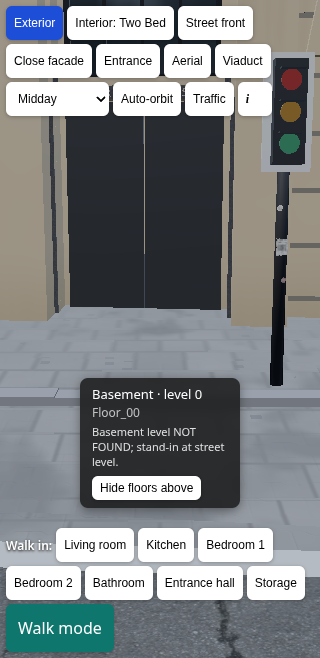 Exterior
Interior: Two Bed
Street front
Close facade
Entrance
Aerial
Viaduct
Midday
Auto-orbit
Traffic
i
Basement · level 0
Floor_00
Basement level NOT
FOUND; stand-in at street
level.
Hide floors above
Walk in:
Living room
Kitchen
Bedroom 1
Bedroom 2
Bathroom
Entrance hall
Storage
Walk mode